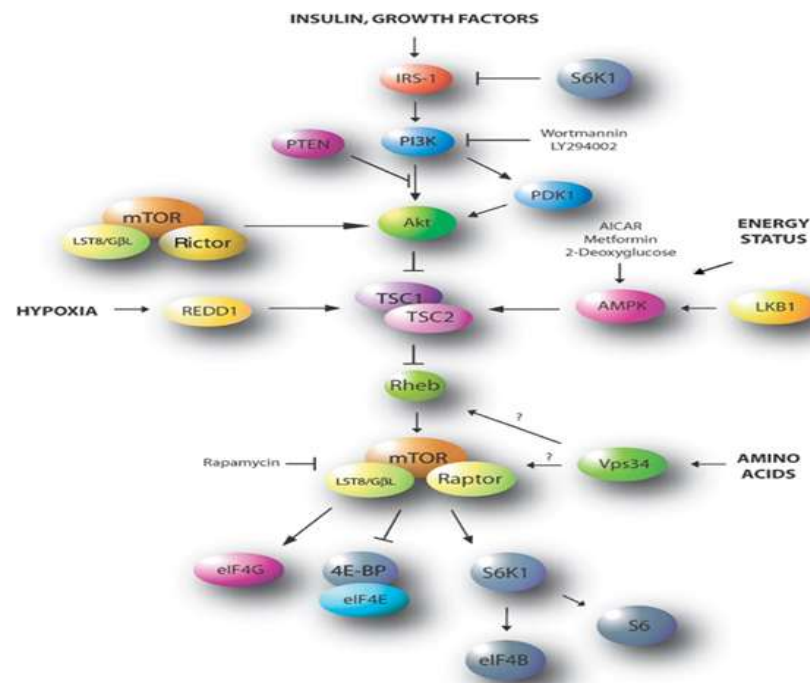 INSULIN, GROWTH FACTORS
IRS-1
S6K1
PTEN
PI3K
Wortmannin
LY294002
PDK1
mTOR
LST8/GβL
Rictor
Akt
AICAR
Metformin
2-Deoxyglucose
ENERGY
STATUS
HYPOXIA
REDD1
TSC1
TSC2
AMPK
LKB1
Rheb
?
Rapamycin
mTOR
LST8/GβL
Raptor
?
Vps34
AMINO
ACIDS
eIF4G
4E-BP
eIF4E
S6K1
S6
eIF4B